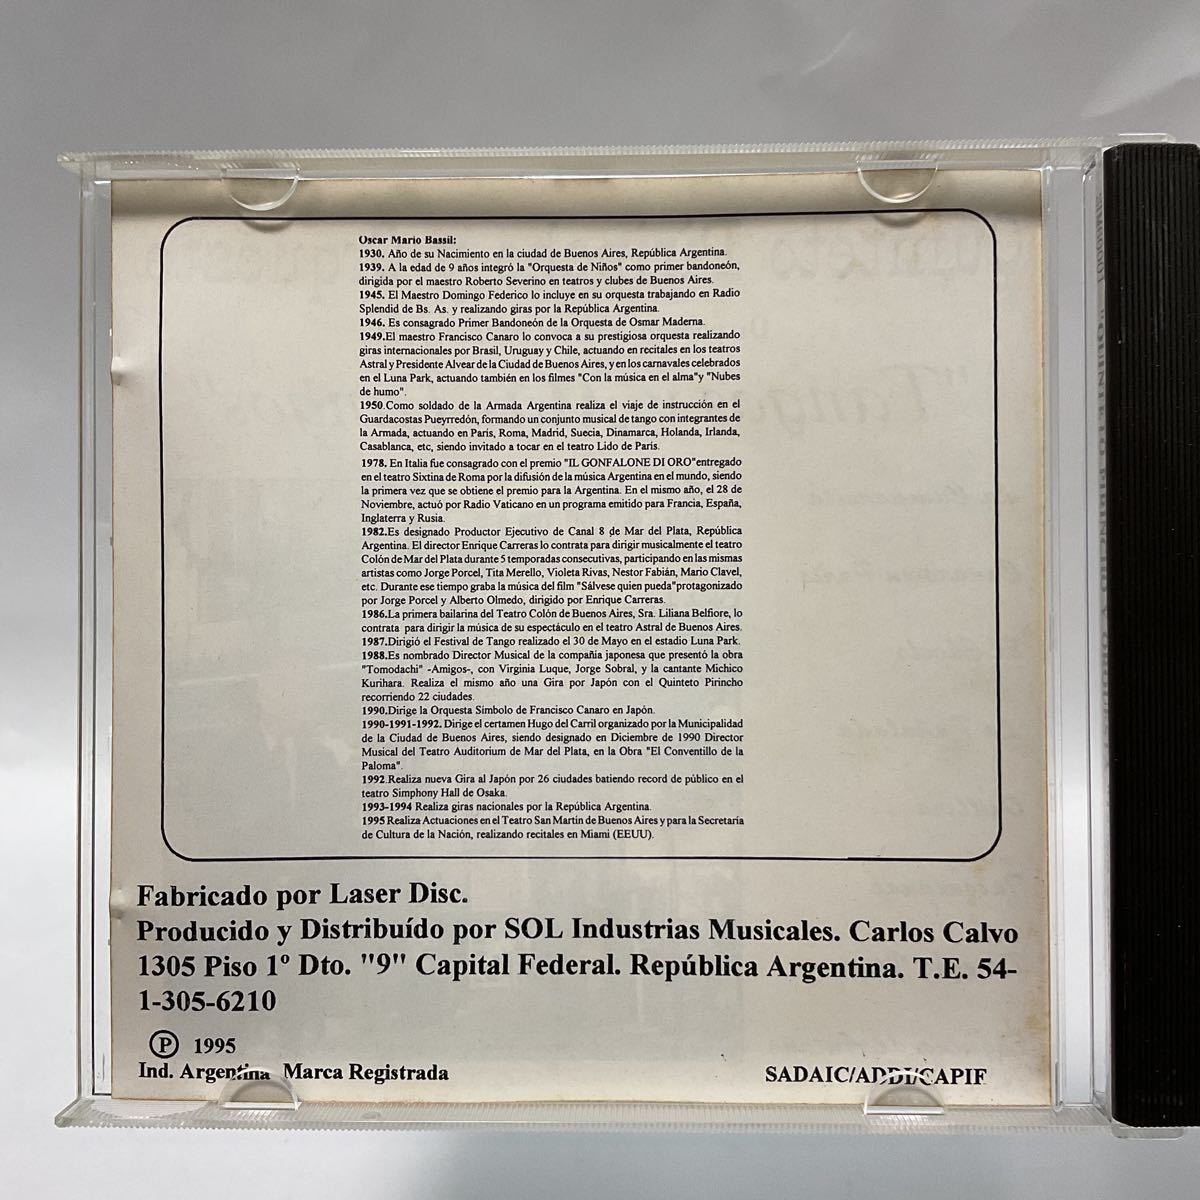 Oscar Mario Bassil:
1930. Año de su Nacimiento en la ciudad de Buenos Aires, República Argentina.
1939. A la edad de 9 años integró la "Orquesta de Niños" como primer bandoneón,
dirigida por el maestro Roberto Severino en teatros y clubes de Buenos Aires.
1945. El Maestro Domingo Federico lo incluye en su orquesta trabajando en Radio
Splendid de Bs. As. y realizando giras por la República Argentina.
1946. Es consagrado Primer Bandoneón de la Orquesta de Osmar Maderna.
1949.El maestro Francisco Canaro lo convoca a su prestigiosa orquesta realizando
giras internacionales por Brasil, Uruguay y Chile, actuando en recitales en los teatros
Astral y Presidente Alvear de la Ciudad de Buenos Aires, y en los carnavales celebrados
en el Luna Park, actuando también en los filmes "Con la música en el alma"y "Nubes
de humo".
1950.Como soldado de la Armada Argentina realiza el viaje de instrucción en el
Guardacostas Pueyrredón, formando un conjunto musical de tango con integrantes de
la Armada, actuando en París, Roma, Madrid, Suecia, Dinamarca, Holanda, Irlanda,
Casablanca, etc, siendo invitado a tocar en el teatro Lido de París.
1978. En Italia fue consagrado con el premio "IL GONFALONE DI ORO"entregado
en el teatro Sixtina de Roma por la difusión de la música Argentina en el mundo, siendo
la primera vez que se obtiene el premio para la Argentina. En el mismo año, el 28 de
Noviembre, actuó por Radio Vaticano en un programa emitido para Francia, España,
Inglaterra y Rusia.
1982.Es designado Productor Ejecutivo de Canal 8 de Mar del Plata, República
Argentina. El director Enrique Carreras lo contrata para dirigir musicalmente el teatro
Colón de Mar del Plata durante 5 temporadas consecutivas, participando en las mismas
artistas como Jorge Porcel, Tita Merello, Violeta Rivas, Nestor Fabián, Mario Clavel,
etc. Durante ese tiempo graba la música del film "Sálvese quien pueda"protagonizado
por Jorge Porcel y Alberto Olmedo, dirigido por Enrique Carreras.
1986.La primera bailarina del Teatro Colón de Buenos Aires, Sra. Liliana Belfiore, lo
contrata para dirigir la música de su espectáculo en el teatro Astral de Buenos Aires.
1987.Dirigió el Festival de Tango realizado el 30 de Mayo en el estadio Luna Park.
1988.Es nombrado Director Musical de la compañía japonesa que presentó la obra
"Tomodachi" -Amigos-, con Virginia Luque, Jorge Sobral, y la cantante Michico
Kurihara. Realiza el mismo año una Gira por Japón con el Quinteto Pirincho
recorriendo 22 ciudades.
1990.Dirige la Orquesta Simbolo de Francisco Canaro en Japón.
1990-1991-1992. Dirige el certamen Hugo del Carril organizado por la Municipalidad
de la Ciudad de Buenos Aires, siendo designado en Diciembre de 1990 Director
Musical del Teatro Auditorium de Mar del Plata, en la Obra "El Conventillo de la
Paloma".
1992.Realiza nueva Gira al Japón por 26 ciudades batiendo record de público en el
teatro Simphony Hall de Osaka.
1993-1994 Realiza giras nacionales por la República Argentina.
1995 Realiza Actuaciones en el Teatro San Martín de Buenos Aires y para la Secretaría
de Cultura de la Nación, realizando recitales en Miami (EEUU).
Fabricado por Laser Disc.
Producido y Distribuído por SOL Industrias Musicales. Carlos Calvo
1305 Piso 1º Dto. "9" Capital Federal. República Argentina. T.E. 54-
1-305-6210
Ⓟ 1995
Ind. Argentina Marca Registrada
SADAIC/ADDI/CAPIF